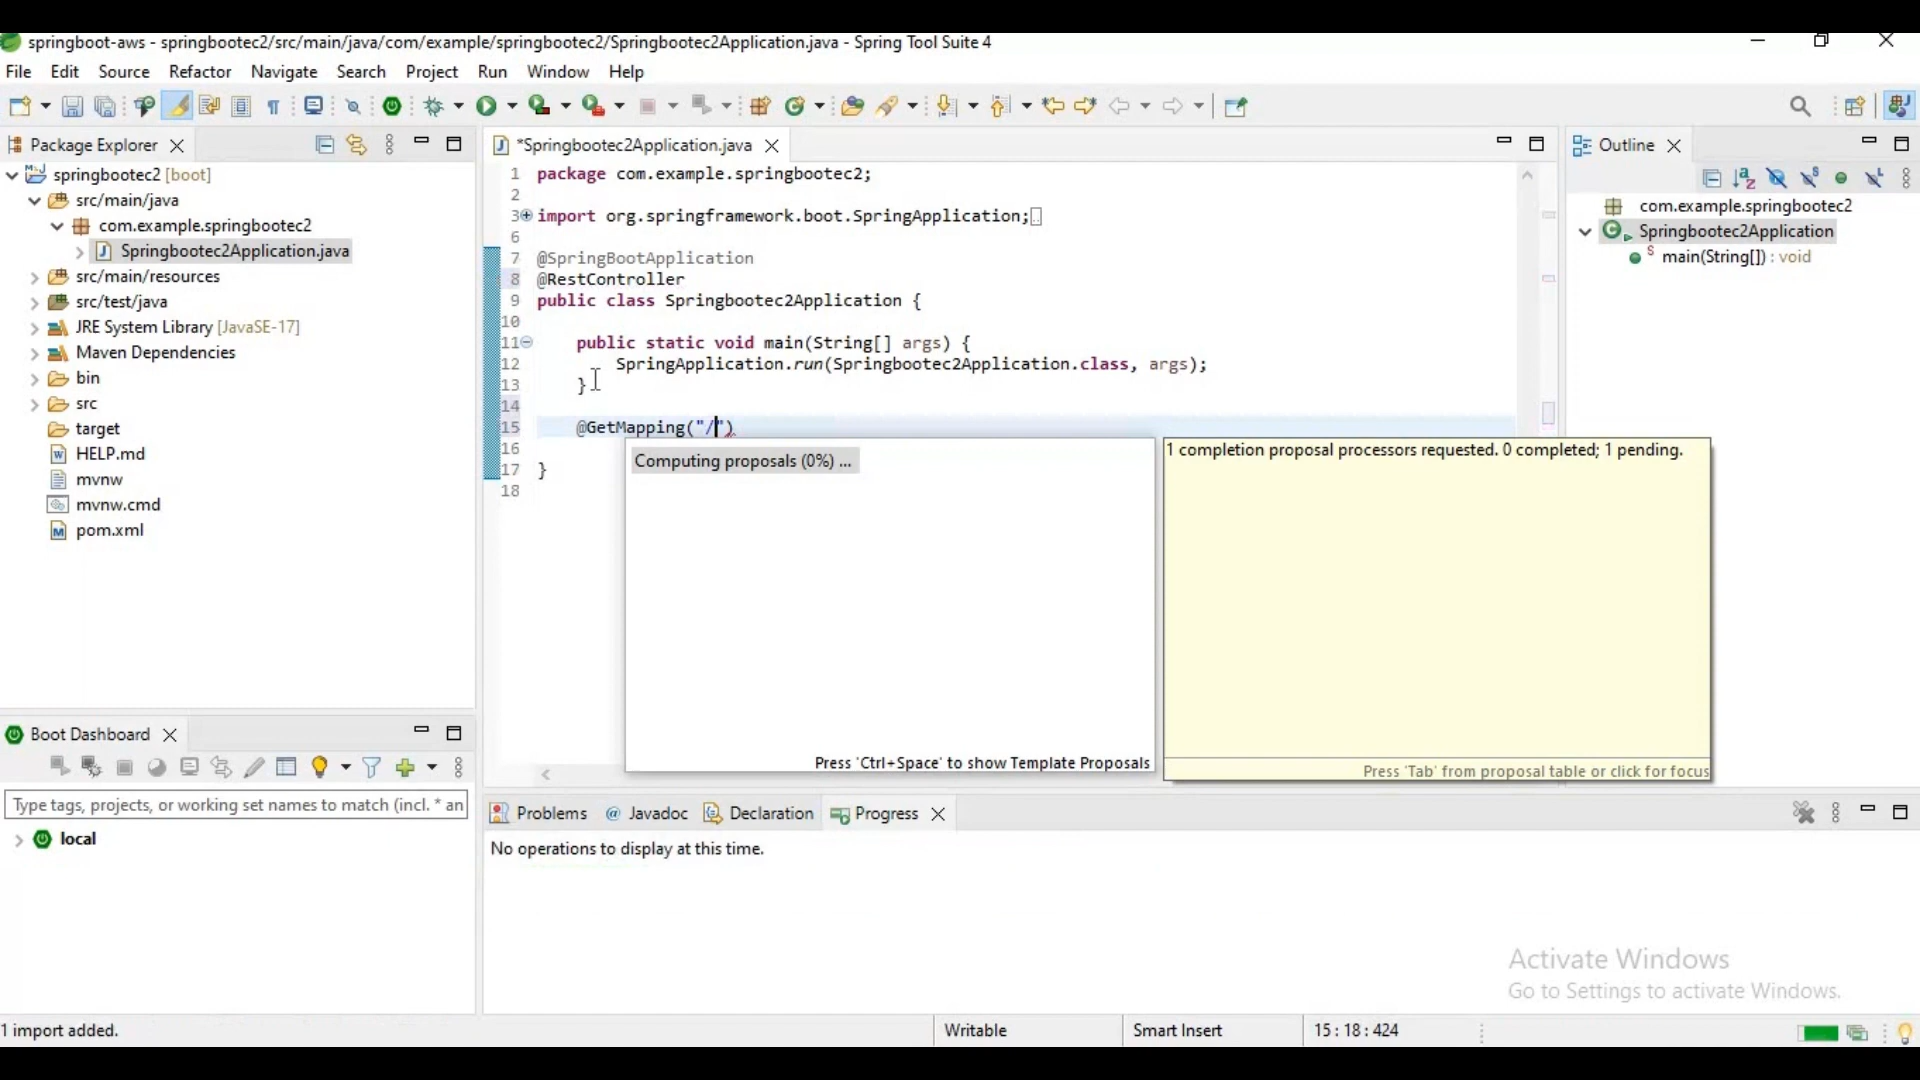 springboot-aws - springbootec2/src/main/java/com/example/springbootec2/Springbootec2Application.java - Spring Tool Suite 4
File Edit Source Refactor Navigate Search Project Run Window Help
Package Explorer
springbootec2 [boot]
src/main/java
com.example.springbootec2
Springbootec2Application.java
src/main/resources
src/test/java
JRE System Library [JavaSE-17]
Maven Dependencies
bin
src
target
HELP.md
mvnw
mvnw.cmd
pom.xml
*Springbootec2Application.java
1 package com.example.springbootec2;
2
3 import org.springframework.boot.SpringApplication;
6
7 @SpringBootApplication
8 @RestController
9 public class Springbootec2Application {
10
11 public static void main(String[] args) {
12 SpringApplication.run(Springbootec2Application.class, args);
13 }
14
15 @GetMapping("/")
16
17 }
18
Computing proposals (0%) ...
Press 'Ctrl+Space' to show Template Proposals
1 completion proposal processors requested. 0 completed; 1 pending.
Press 'Tab' from proposal table or click for focus
Outline
com.example.springbootec2
Springbootec2Application
main(String[]) : void
Boot Dashboard
Type tags, projects, or working set names to match (incl. * an
local
Problems Javadoc Declaration Progress
No operations to display at this time.
Activate Windows
Go to Settings to activate Windows.
1 import added.
Writable Smart Insert 15 : 18 : 424